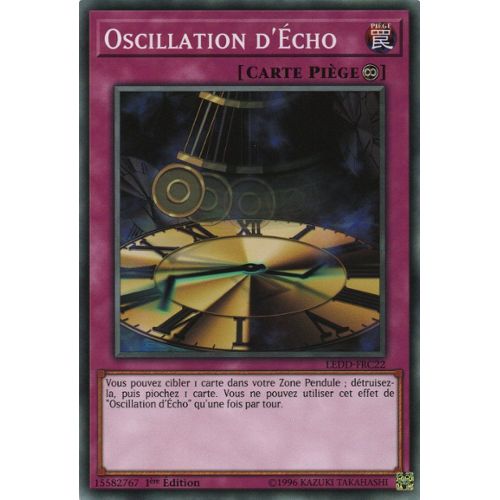 OSCILLATION D'ÉCHO
PIÈGE
罠
[CARTE PIÈGE]
XII
LEDD-FRC22
Vous pouvez cibler 1 carte dans votre Zone Pendule ; détruisez-
la, puis piochez 1 carte. Vous ne pouvez utiliser cet effet de
"Oscillation d'Écho" qu'une fois par tour.
15582767 1ère Edition ©1996 KAZUKI TAKAHASHI